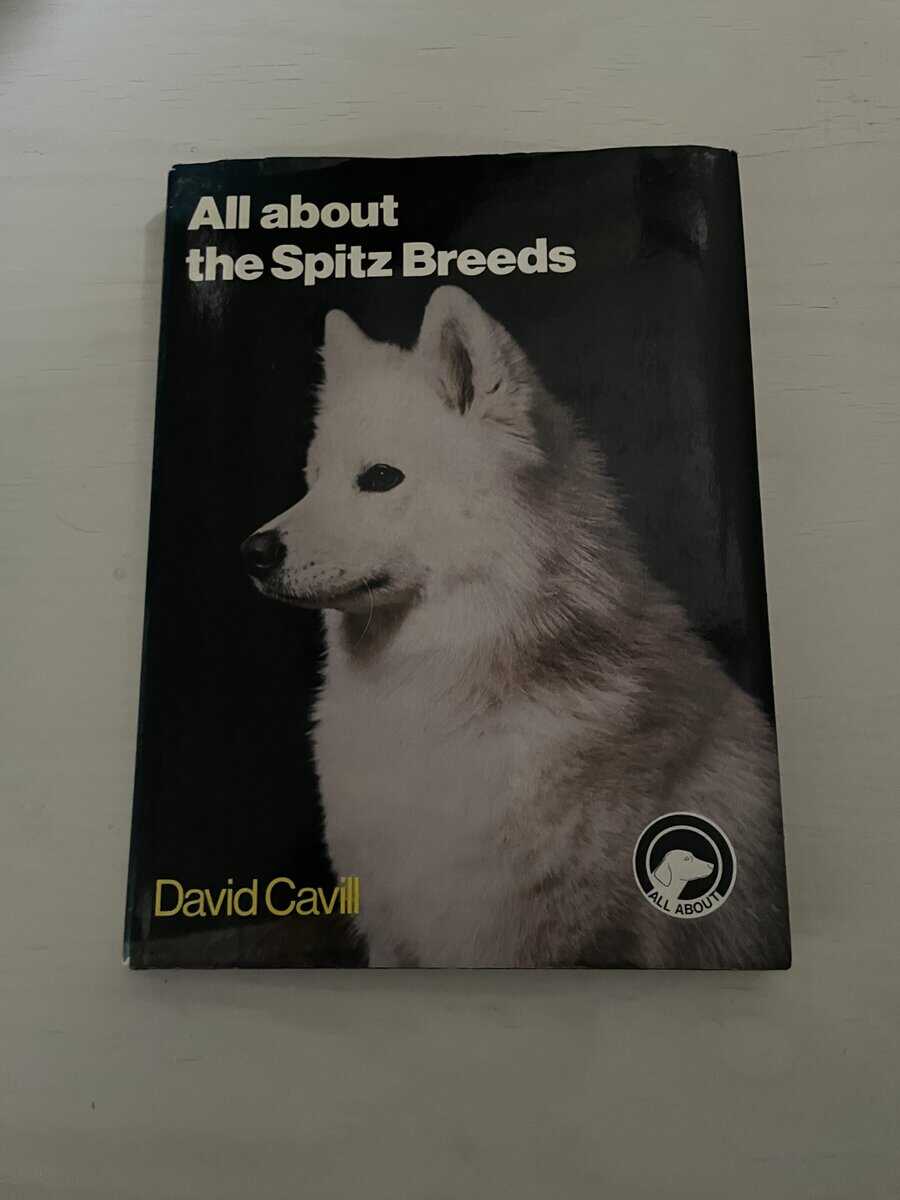 All about
the Spitz Breeds
David Cavill
ALL ABOUT